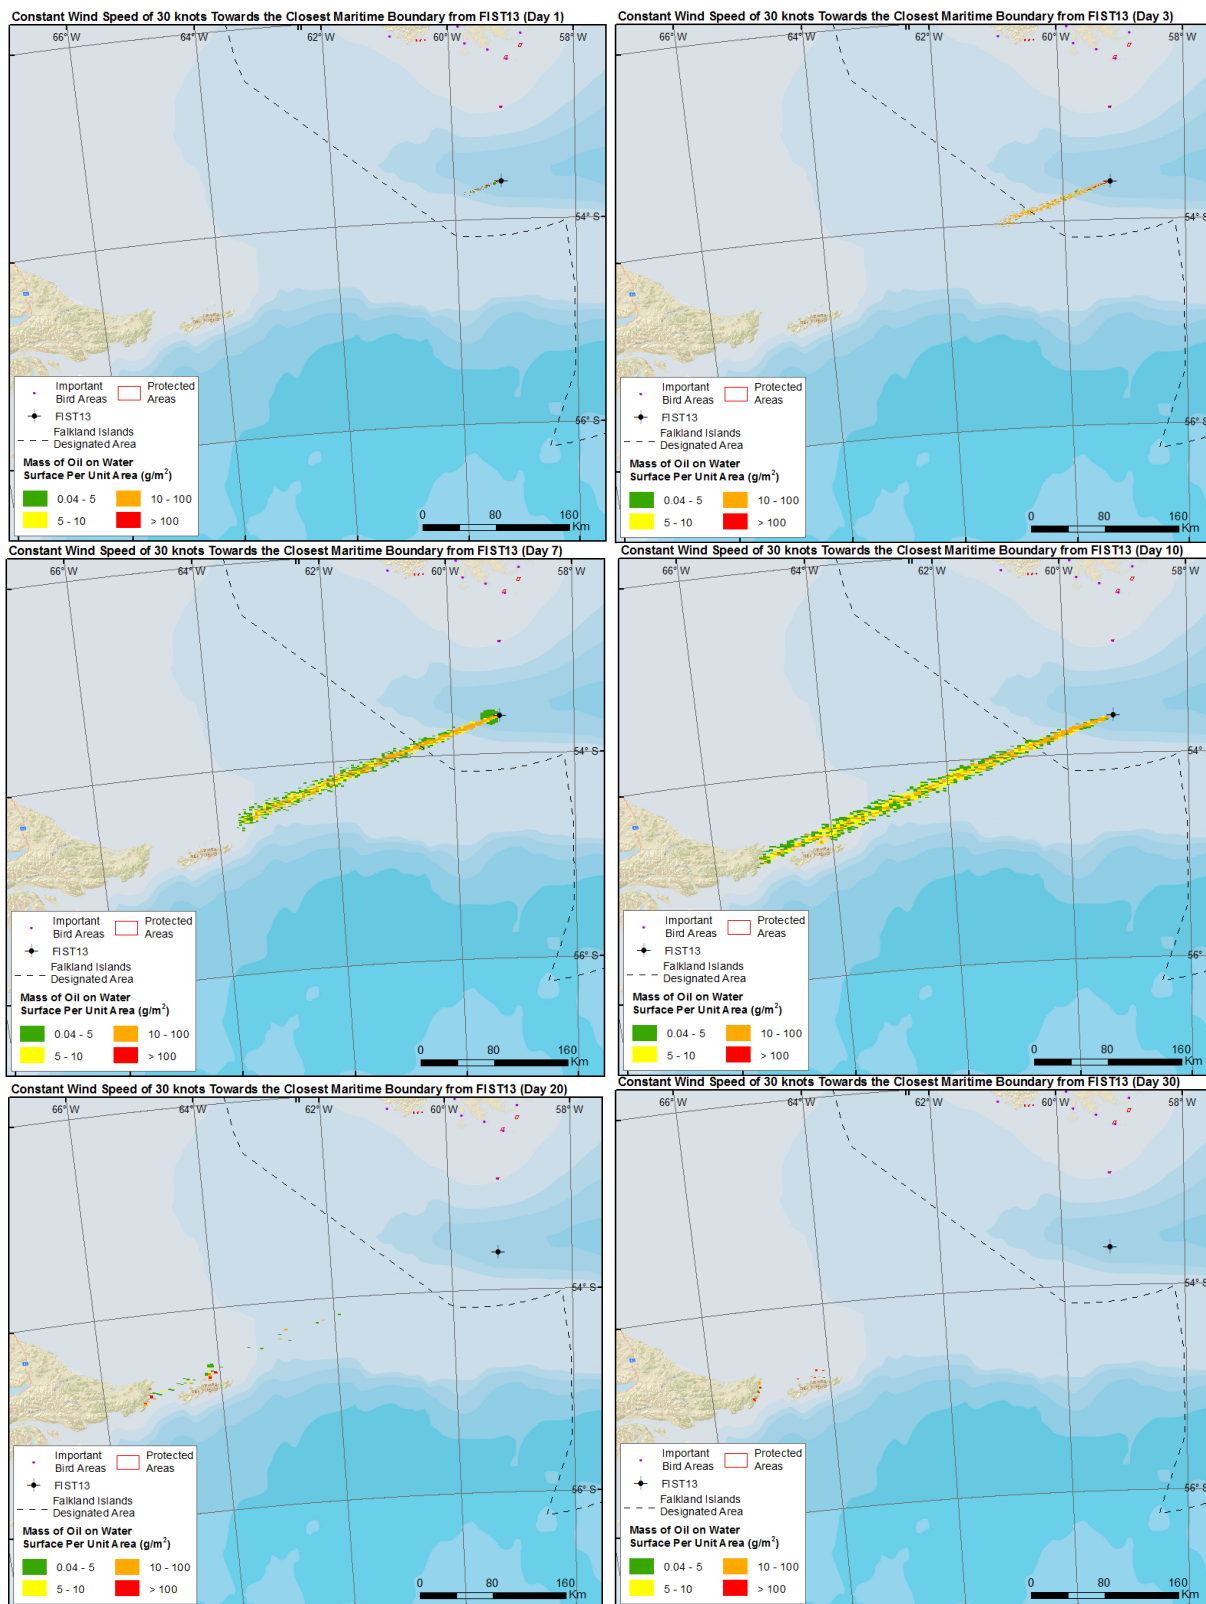 Constant Wind Speed of 30 knots Towards the Closest Maritime Boundary from FIST13 (Day 1)
66° W
64° W
62° W
60° W
58° W
54° S
56° S
Important
Bird Areas
Protected
Areas
FIST13
Falkland Islands
Designated Area
Mass of Oil on Water
Surface Per Unit Area (g/m²)
0.04 - 5
10 - 100
5 - 10
> 100
0 80 160
Km
Constant Wind Speed of 30 knots Towards the Closest Maritime Boundary from FIST13 (Day 3)
66° W
64° W
62° W
60° W
58° W
54° S
56° S
Important
Bird Areas
Protected
Areas
FIST13
Falkland Islands
Designated Area
Mass of Oil on Water
Surface Per Unit Area (g/m²)
0.04 - 5
10 - 100
5 - 10
> 100
0 80 160
Km
Constant Wind Speed of 30 knots Towards the Closest Maritime Boundary from FIST13 (Day 7)
66° W
64° W
62° W
60° W
58° W
54° S
56° S
Important
Bird Areas
Protected
Areas
FIST13
Falkland Islands
Designated Area
Mass of Oil on Water
Surface Per Unit Area (g/m²)
0.04 - 5
10 - 100
5 - 10
> 100
0 80 160
Km
Constant Wind Speed of 30 knots Towards the Closest Maritime Boundary from FIST13 (Day 10)
66° W
64° W
62° W
60° W
58° W
54° S
56° S
Important
Bird Areas
Protected
Areas
FIST13
Falkland Islands
Designated Area
Mass of Oil on Water
Surface Per Unit Area (g/m²)
0.04 - 5
10 - 100
5 - 10
> 100
0 80 160
Km
Constant Wind Speed of 30 knots Towards the Closest Maritime Boundary from FIST13 (Day 20)
66° W
64° W
62° W
60° W
58° W
54° S
56° S
Important
Bird Areas
Protected
Areas
FIST13
Falkland Islands
Designated Area
Mass of Oil on Water
Surface Per Unit Area (g/m²)
0.04 - 5
10 - 100
5 - 10
> 100
0 80 160
Km
Constant Wind Speed of 30 knots Towards the Closest Maritime Boundary from FIST13 (Day 30)
66° W
64° W
62° W
60° W
58° W
54° S
56° S
Important
Bird Areas
Protected
Areas
FIST13
Falkland Islands
Designated Area
Mass of Oil on Water
Surface Per Unit Area (g/m²)
0.04 - 5
10 - 100
5 - 10
> 100
0 80 160
Km